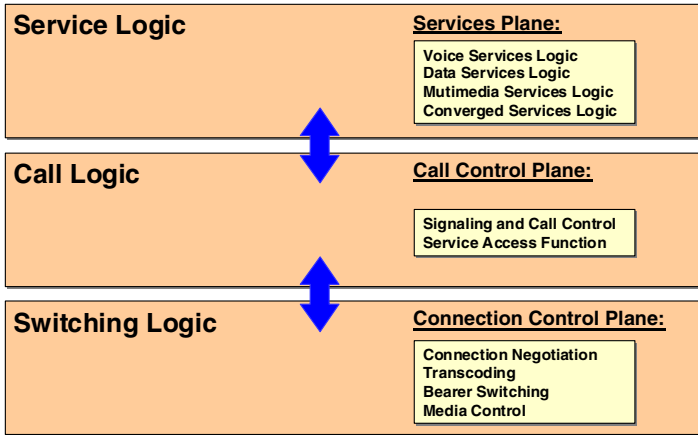 Service Logic
Services Plane:
Voice Services Logic
Data Services Logic
Mutimedia Services Logic
Converged Services Logic
Call Logic
Call Control Plane:
Signaling and Call Control
Service Access Function
Switching Logic
Connection Control Plane:
Connection Negotiation
Transcoding
Bearer Switching
Media Control